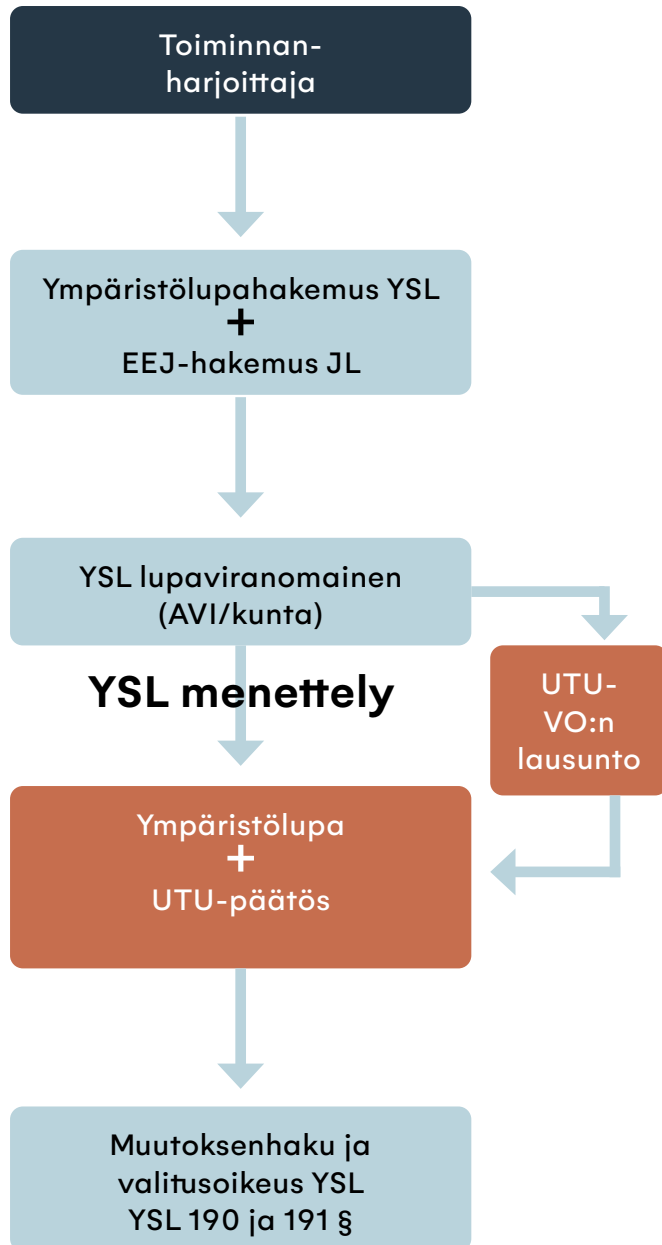 Toiminnan-
harjoittaja
Ympäristölupahakemus YSL
+
EEJ-hakemus JL
YSL lupaviranomainen
(AVI/kunta)
YSL menettely
UTU-
VO:n
lausunto
Ympäristölupa
+
UTU-päätös
Muutoksenhaku ja
valitusoikeus YSL
YSL 190 ja 191 §